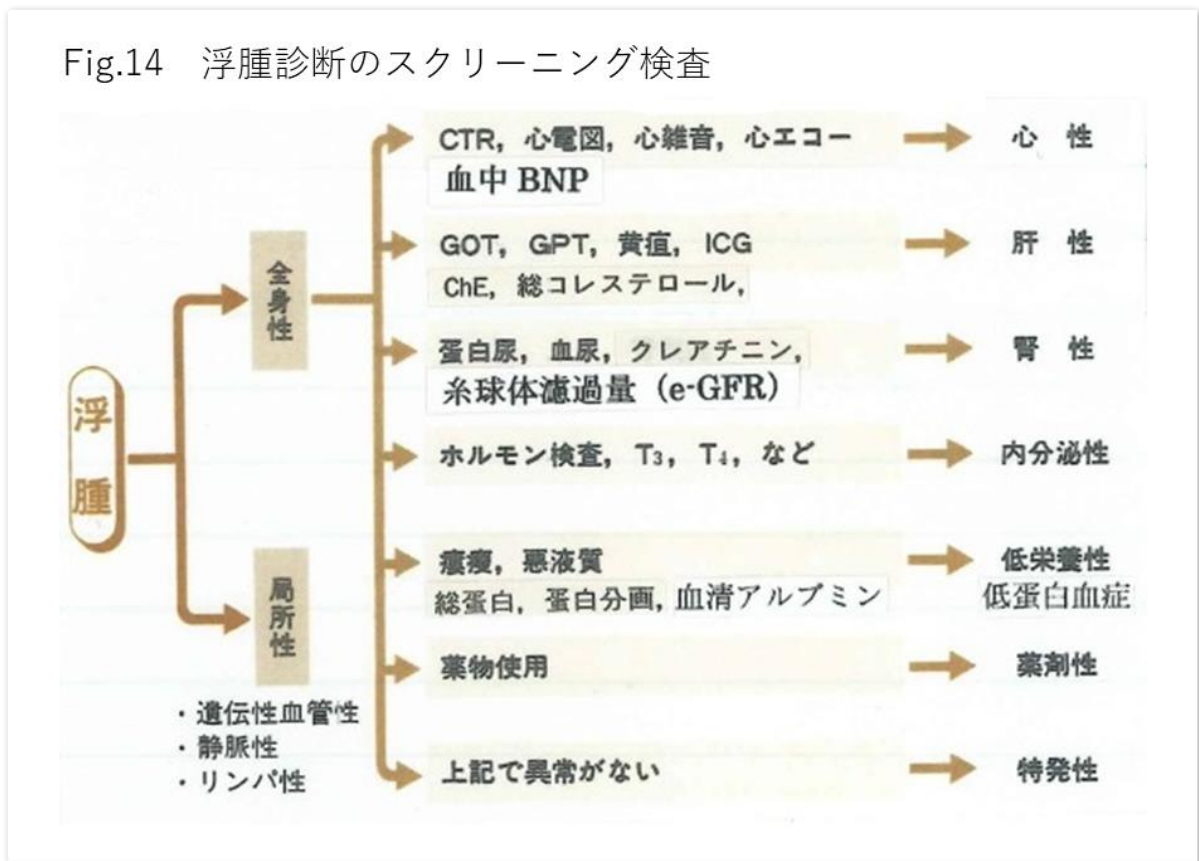 Fig.14 浮腫診断のスクリーニング検査
浮腫
全身性
CTR, 心電図, 心雑音, 心エコー
血中 BNP
心性
GOT, GPT, 黄疸, ICG
ChE, 総コレステロール,
肝性
蛋白尿, 血尿, クレアチニン,
糸球体濾過量 (e-GFR)
腎性
ホルモン検査, T₃, T₄, など
内分泌性
羸痩, 悪液質
総蛋白, 蛋白分画, 血清アルブミン
低栄養性
低蛋白血症
薬物使用
薬剤性
上記で異常がない
特発性
局所性
・遺伝性血管性
・静脈性
・リンパ性